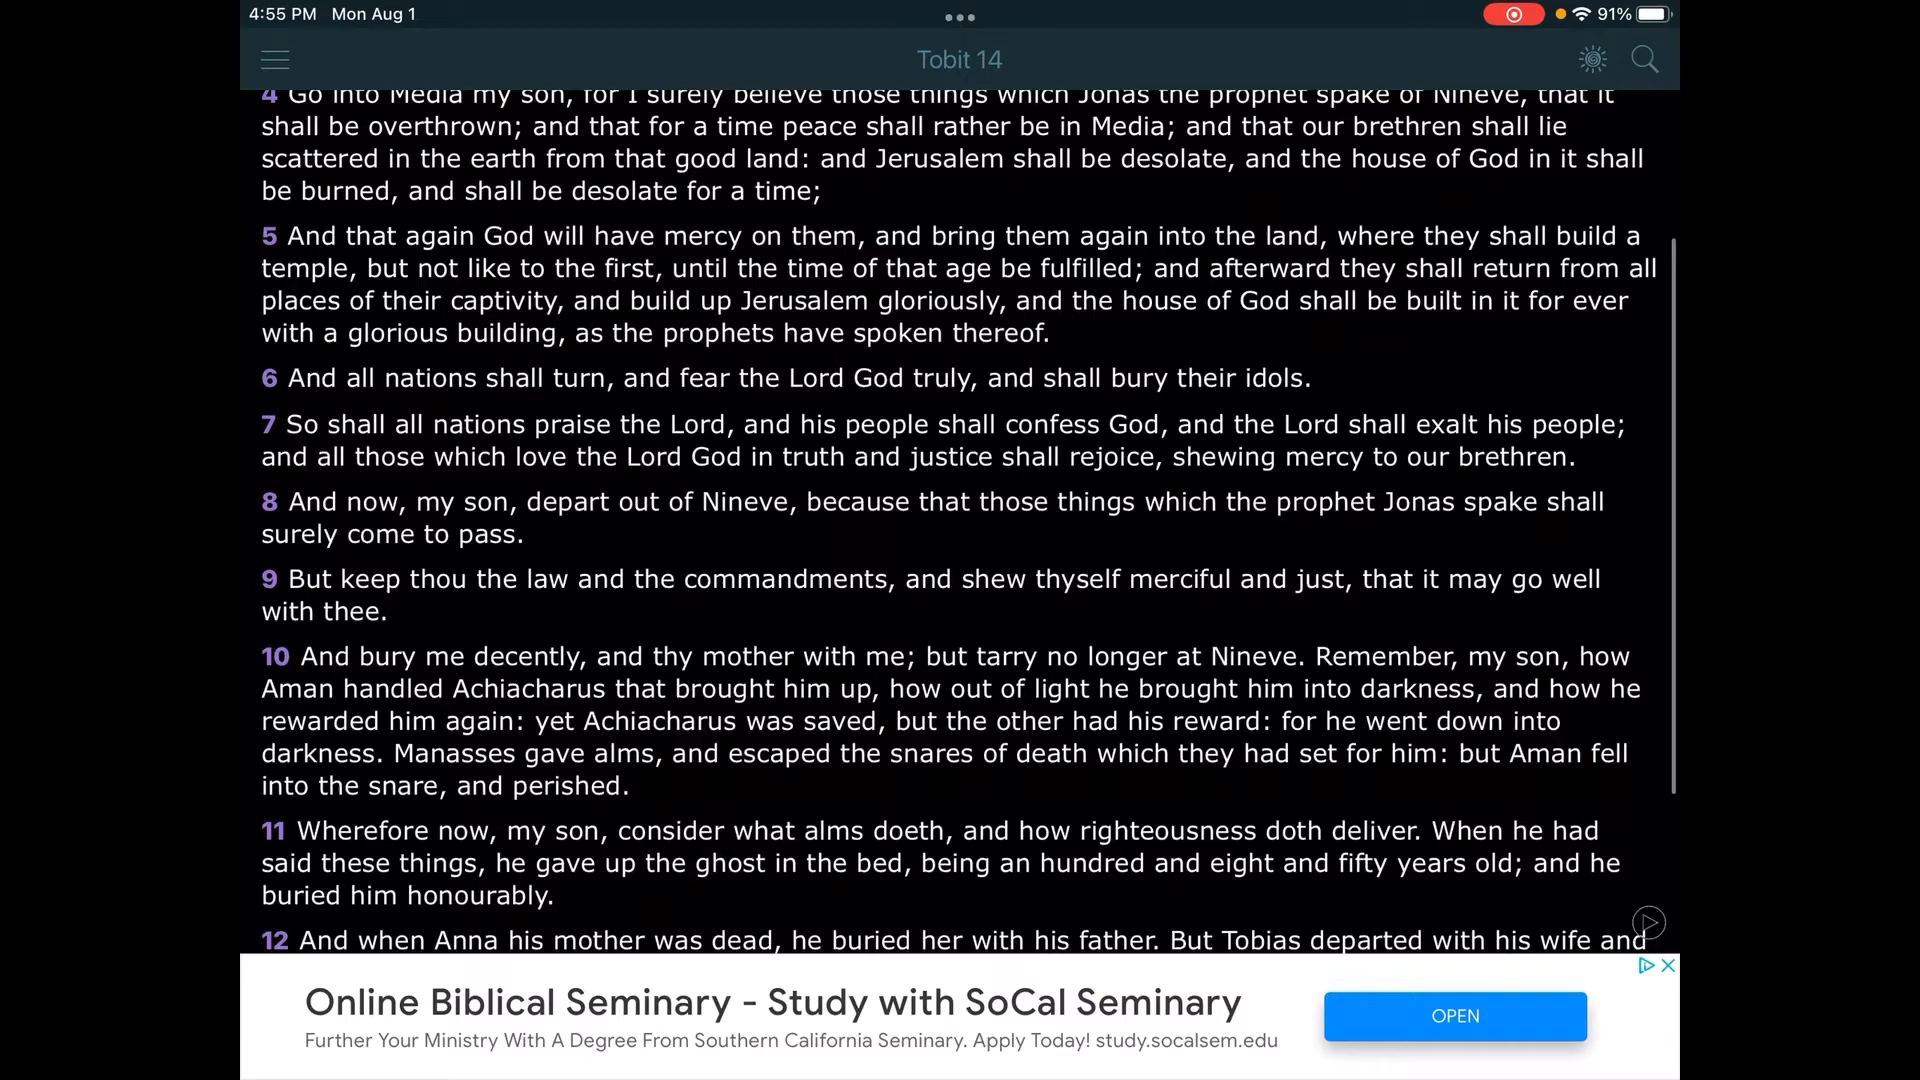 4:55 PM Mon Aug 1
91%
Tobit 14
4 Go into Media my son, for I surely believe those things which Jonas the prophet spake of Nineve, that it
shall be overthrown; and that for a time peace shall rather be in Media; and that our brethren shall lie
scattered in the earth from that good land: and Jerusalem shall be desolate, and the house of God in it shall
be burned, and shall be desolate for a time;
5 And that again God will have mercy on them, and bring them again into the land, where they shall build a
temple, but not like to the first, until the time of that age be fulfilled; and afterward they shall return from all
places of their captivity, and build up Jerusalem gloriously, and the house of God shall be built in it for ever
with a glorious building, as the prophets have spoken thereof.
6 And all nations shall turn, and fear the Lord God truly, and shall bury their idols.
7 So shall all nations praise the Lord, and his people shall confess God, and the Lord shall exalt his people;
and all those which love the Lord God in truth and justice shall rejoice, shewing mercy to our brethren.
8 And now, my son, depart out of Nineve, because that those things which the prophet Jonas spake shall
surely come to pass.
9 But keep thou the law and the commandments, and shew thyself merciful and just, that it may go well
with thee.
10 And bury me decently, and thy mother with me; but tarry no longer at Nineve. Remember, my son, how
Aman handled Achiacharus that brought him up, how out of light he brought him into darkness, and how he
rewarded him again: yet Achiacharus was saved, but the other had his reward: for he went down into
darkness. Manasses gave alms, and escaped the snares of death which they had set for him: but Aman fell
into the snare, and perished.
11 Wherefore now, my son, consider what alms doeth, and how righteousness doth deliver. When he had
said these things, he gave up the ghost in the bed, being an hundred and eight and fifty years old; and he
buried him honourably.
12 And when Anna his mother was dead, he buried her with his father. But Tobias departed with his wife and
Online Biblical Seminary - Study with SoCal Seminary
Further Your Ministry With A Degree From Southern California Seminary. Apply Today! study.socalsem.edu
OPEN